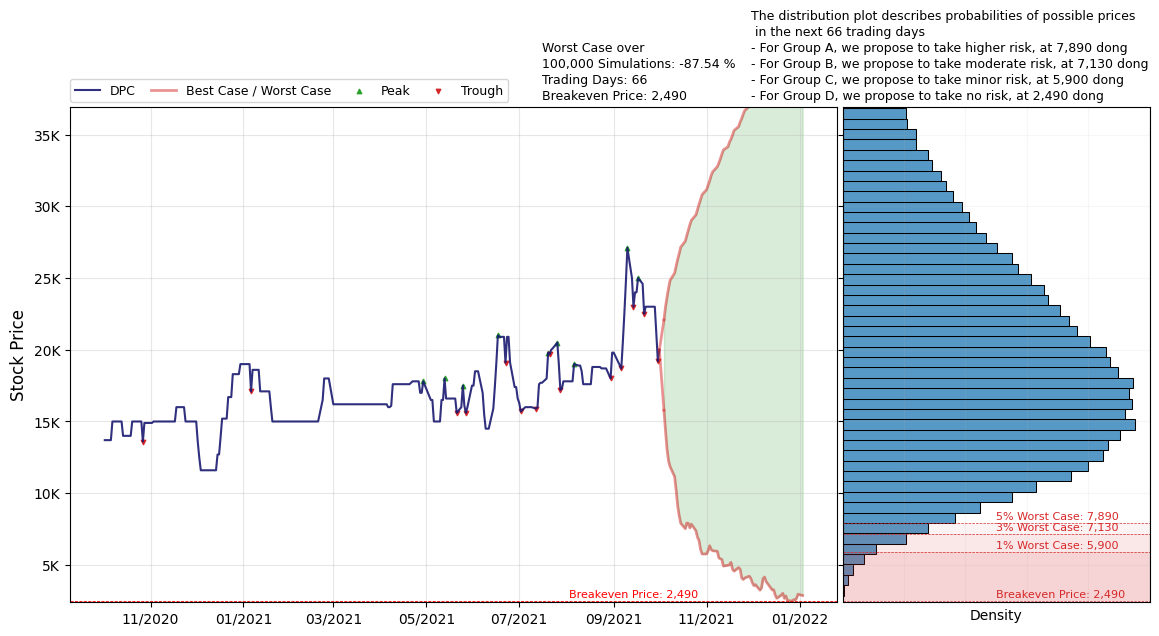 The distribution plot describes probabilities of possible prices
in the next 66 trading days
- For Group A, we propose to take higher risk, at 7,890 dong
- For Group B, we propose to take moderate risk, at 7,130 dong
- For Group C, we propose to take minor risk, at 5,900 dong
- For Group D, we propose to take no risk, at 2,490 dong
Worst Case over
100,000 Simulations: -87.54 %
Trading Days: 66
Breakeven Price: 2,490
DPC
Best Case / Worst Case
Peak
Trough
Stock Price
35K
30K
25K
20K
15K
10K
5K
Breakeven Price: 2,490
11/2020
01/2021
3/2021
05/2021
07/2021
09/2021
11/2021
01/2022
5% Worst Case: 7,890
3% Worst Case: 7,130
1% Worst Case: 5,900
Breakeven Price: 2,490
Density